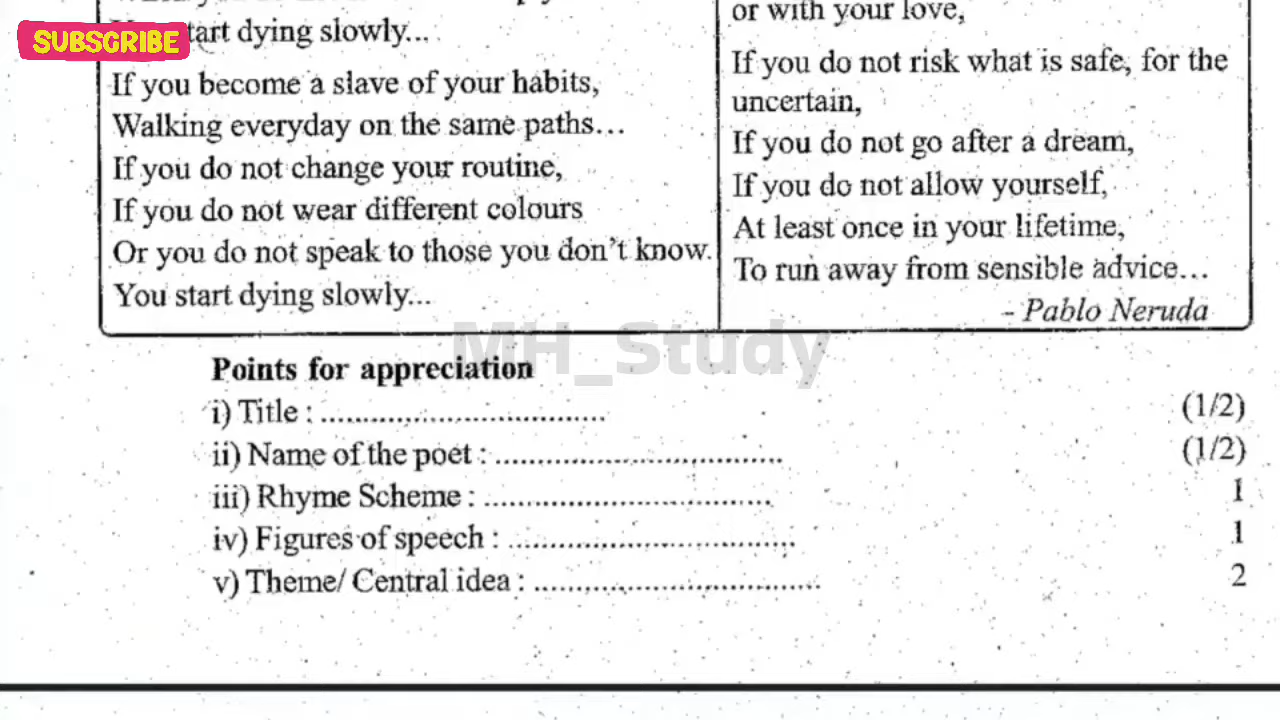 SUBSCRIBE
tart dying slowly...
If you become a slave of your habits,
Walking everyday on the same paths...
If you do not change your routine,
If you do not wear different colours
Or you do not speak to those you don't know.
You start dying slowly...
or with your love,
If you do not risk what is safe, for the
uncertain,
If you do not go after a dream,
If you do not allow yourself,
At least once in your lifetime,
To run away from sensible advice...
- Pablo Neruda
MH_Study
Points for appreciation
i) Title : .................................. (1/2)
ii) Name of the poet : .................................. (1/2)
iii) Rhyme Scheme : .................................. 1
iv) Figures of speech : .................................. 1
v) Theme/ Central idea : .................................. 2